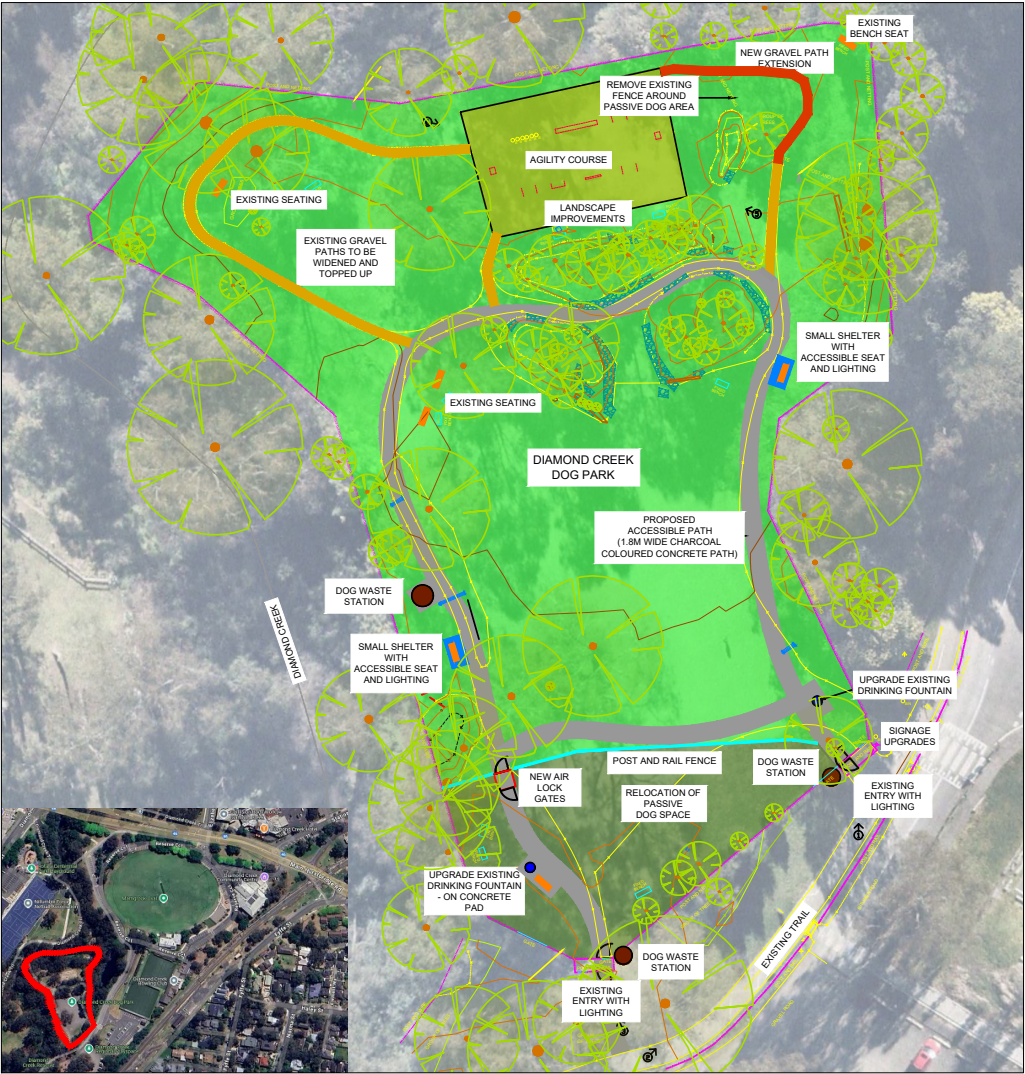 EXISTING
BENCH SEAT
NEW GRAVEL PATH
EXTENSION
REMOVE EXISTING
FENCE AROUND
PASSIVE DOG AREA
AGILITY COURSE
EXISTING SEATING
LANDSCAPE
IMPROVEMENTS
EXISTING GRAVEL
PATHS TO BE
WIDENED AND
TOPPED UP
SMALL SHELTER
WITH
ACCESSIBLE SEAT
AND LIGHTING
EXISTING SEATING
DIAMOND CREEK
DOG PARK
PROPOSED
ACCESSIBLE PATH
(1.8M WIDE CHARCOAL
COLOURED CONCRETE PATH)
DOG WASTE
STATION
DIAMOND CREEK
SMALL SHELTER
WITH
ACCESSIBLE SEAT
AND LIGHTING
UPGRADE EXISTING
DRINKING FOUNTAIN
SIGNAGE
UPGRADES
POST AND RAIL FENCE
DOG WASTE
STATION
NEW AIR
LOCK
GATES
RELOCATION OF
PASSIVE
DOG SPACE
EXISTING
ENTRY WITH
LIGHTING
UPGRADE EXISTING
DRINKING FOUNTAIN
- ON CONCRETE
PAD
EXISTING TRAIL
DOG WASTE
STATION
EXISTING
ENTRY WITH
LIGHTING